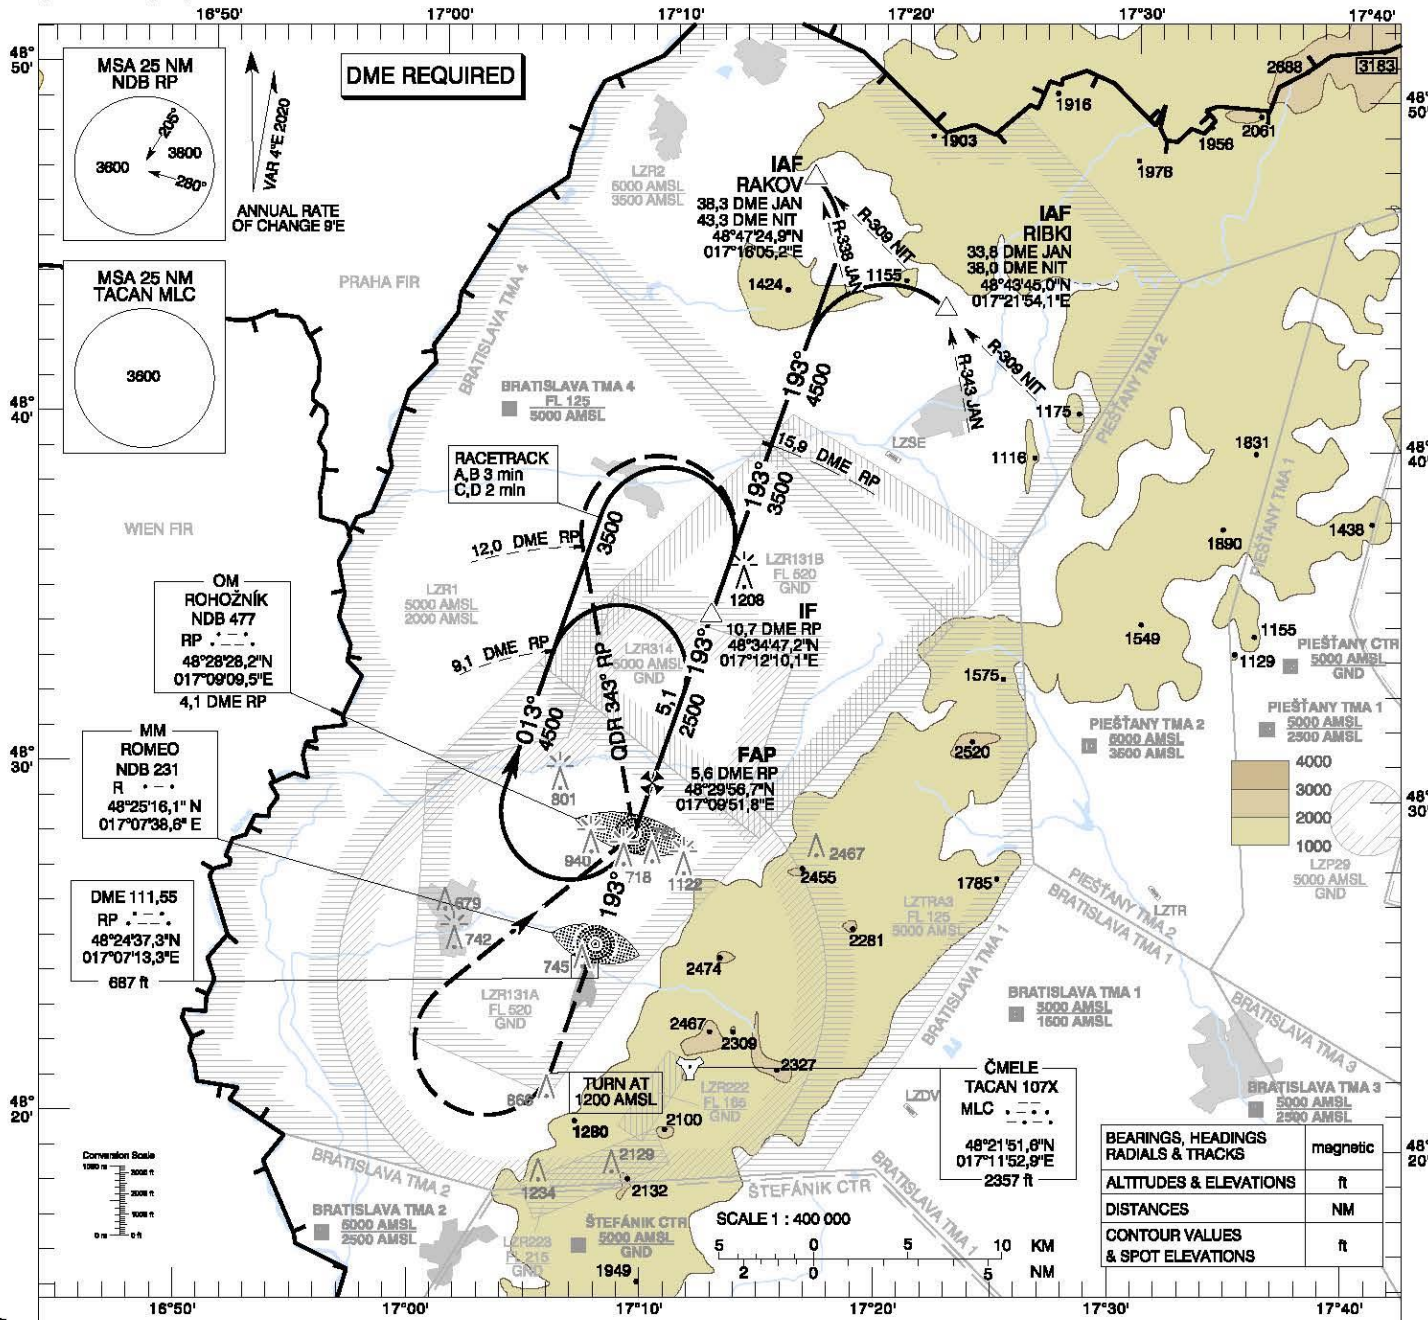 16°50'
17°00'
17°10'
17°20'
17°30'
17°40'
48°
50'
48°
50'
MSA 25 NM
NDB RP
205°
3600
3800
280°
VAR 4°E 2020
ANNUAL RATE
OF CHANGE 9'E
DME REQUIRED
MSA 25 NM
TACAN MLC
3600
PRAHA FIR
WIEN FIR
BRATISLAVA TMA 4
LZR2
5000 AMSL
3500 AMSL
IAF
RAKOV
38,3 DME JAN
43,3 DME NIT
48°47'24,9"N
017°16'05,2"E
R-309 NIT
R-338 JAN
IAF
RIBKI
33,8 DME JAN
38,0 DME NIT
48°43'45,0"N
017°21'54,1"E
R-309 NIT
R-343 JAN
1903
1916
1976
1956
2061
2688
3183
1424
1155
1175
1116
1831
1890
1438
1549
1155
1129
48°
40'
48°
40'
BRATISLAVA TMA 4
FL 125
5000 AMSL
LZSE
PIEŠŤANY TMA 2
PIEŠŤANY TMA 1
193°
4500
15,9 DME RP
193°
3500
RACETRACK
A,B 3 min
C,D 2 min
3500
12,0 DME RP
LZR1
5000 AMSL
2000 AMSL
LZR131B
FL 520
GND
1208
IF
10,7 DME RP
48°34'47,2"N
017°12'10,1"E
OM
ROHOŽNÍK
NDB 477
RP
48°28'28,2"N
017°09'09,5"E
4,1 DME RP
9,1 DME RP
LZR314
5000 AMSL
GND
193°
5,1
2500
QDR 343° RP
013°
4500
MM
ROMEO
NDB 231
R
48°25'16,1" N
017°07'38,6" E
FAP
5,6 DME RP
48°29'56,7"N
017°09'51,8"E
801
940
718
1122
1575
2520
2467
2455
1785
PIEŠŤANY CTR
5000 AMSL
GND
PIEŠŤANY TMA 2
5000 AMSL
3500 AMSL
PIEŠŤANY TMA 1
5000 AMSL
2500 AMSL
4000
3000
2000
1000
48°
30'
48°
30'
LZP29
5000 AMSL
GND
DME 111,55
RP
48°24'37,3"N
017°07'13,3"E
687 ft
679
742
745
193°
LZTRA3
FL 125
5000 AMSL
2281
2474
LZTR
PIEŠŤANY TMA 2
BRATISLAVA TMA 1
BRATISLAVA TMA 1
LZR131A
FL 520
GND
2467
2309
2327
BRATISLAVA TMA 1
5000 AMSL
1500 AMSL
BRATISLAVA TMA 3
866
TURN AT
1200 AMSL
1280
2100
LZR222
FL 165
GND
LZDV
ČMELE
TACAN 107X
MLC
48°21'51,6"N
017°11'52,9"E
2357 ft
BRATISLAVA TMA 3
5000 AMSL
2500 AMSL
48°
20'
48°
20'
Conversion Scale
BRATISLAVA TMA 2
1234
2129
2132
ŠTEFÁNIK CTR
BRATISLAVA TMA 1
BRATISLAVA TMA 2
5000 AMSL
2500 AMSL
LZR223
FL 215
GND
ŠTEFÁNIK CTR
5000 AMSL
GND
1949
SCALE 1 : 400 000
5 0 5 10 KM
2 0 5 NM
BEARINGS, HEADINGS
RADIALS & TRACKS magnetic
ALTITUDES & ELEVATIONS ft
DISTANCES NM
CONTOUR VALUES
& SPOT ELEVATIONS ft
16°50'
17°00'
17°10'
17°20'
17°30'
17°40'